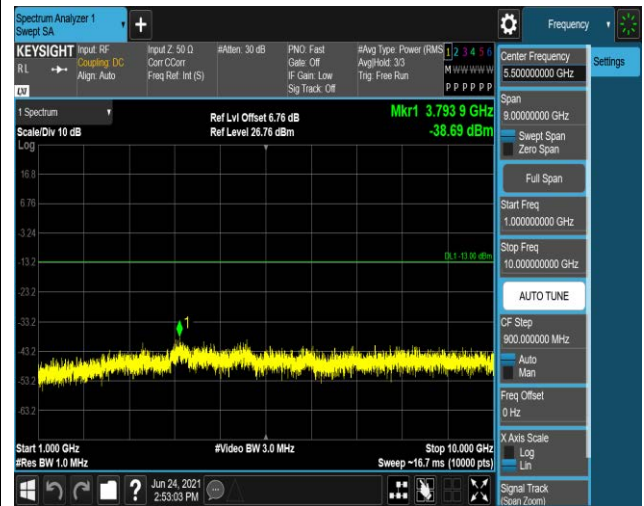 Spectrum Analyzer 1
Swept SA
Frequency
KEYSIGHT
RL
Input: RF
Coupling: DC
Align: Auto
Input Z: 50 Ω
Corr CCorr
Freq Ref: Int (S)
#Atten: 30 dB
PNO: Fast
Gate: Off
IF Gain: Low
Sig Track: Off
#Avg Type: Power (RMS
Avg|Hold: 3/3
Trig: Free Run
1 2 3 4 5 6
M W W W W W
P P P P P P
Center Frequency
5.500000000 GHz
Settings
Span
9.00000000 GHz
Swept Span
Zero Span
Full Span
Start Freq
1.000000000 GHz
Stop Freq
10.000000000 GHz
AUTO TUNE
CF Step
900.000000 MHz
Auto
Man
Freq Offset
0 Hz
X Axis Scale
Log
Lin
Signal Track
(Span Zoom)
1 Spectrum
Scale/Div 10 dB
Ref Lvl Offset 6.76 dB
Ref Level 26.76 dBm
Mkr1 3.793 9 GHz
-38.69 dBm
Log
16.8
6.76
-3.24
-13.2
DL1 -13.00 dBm
-23.2
-33.2
1
-43.2
-53.2
-63.2
Start 1.000 GHz
#Res BW 1.0 MHz
#Video BW 3.0 MHz
Stop 10.000 GHz
Sweep ~16.7 ms (10000 pts)
?
Jun 24, 2021
2:53:03 PM